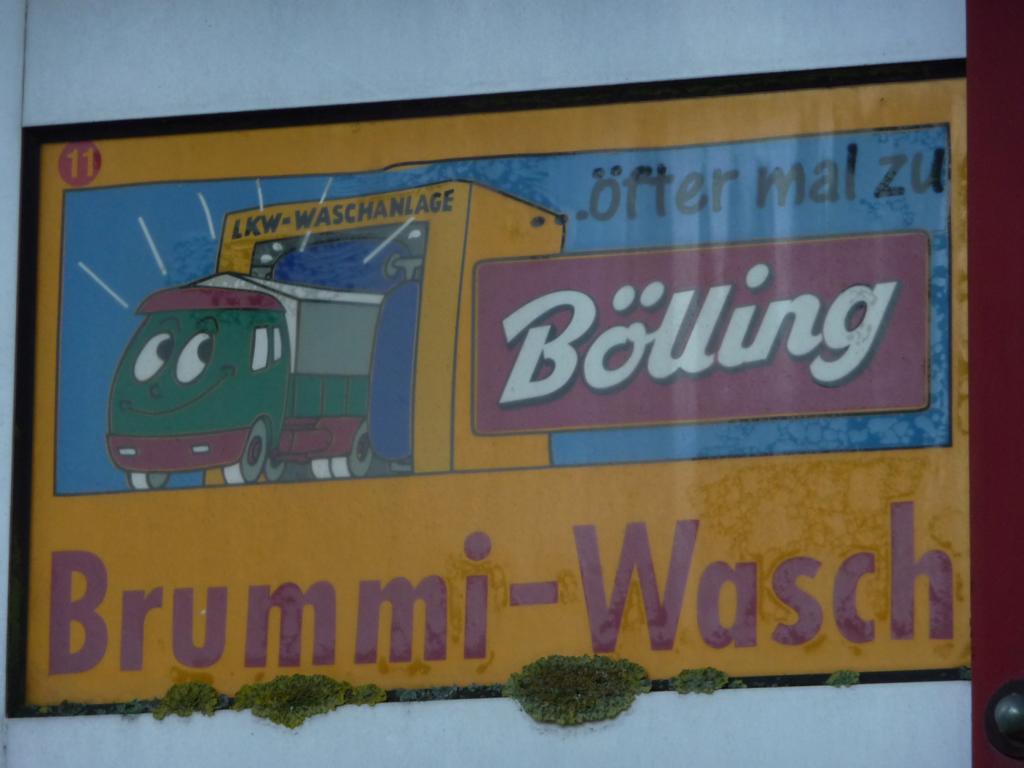 11
LKW-WASCHANLAGE
...öfter mal zu
Bölling
Brummi-Wasch